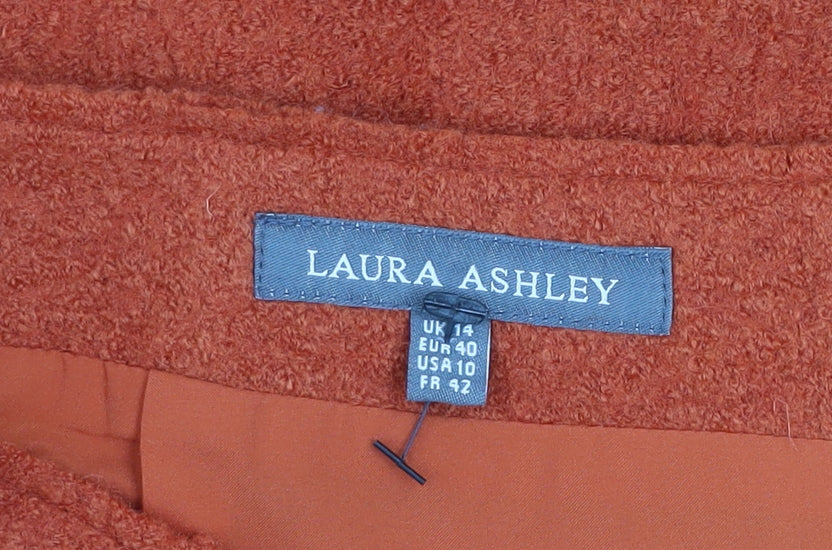 LAURA ASHLEY
UK 14
EUR 40
USA 10
FR 42